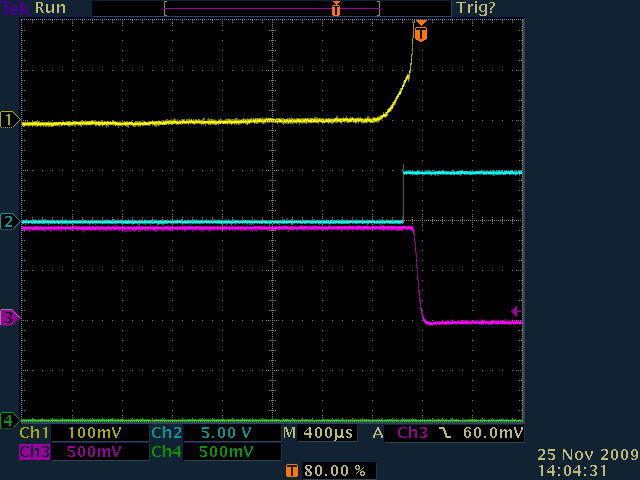 Tek Run Trig?
T
T
1
2
3
4
Ch1 100mV Ch2 5.00 V M 400µs A Ch3 60.0mV
Ch3 500mV Ch4 500mV
T 80.00 %
25 Nov 2009
14:04:31